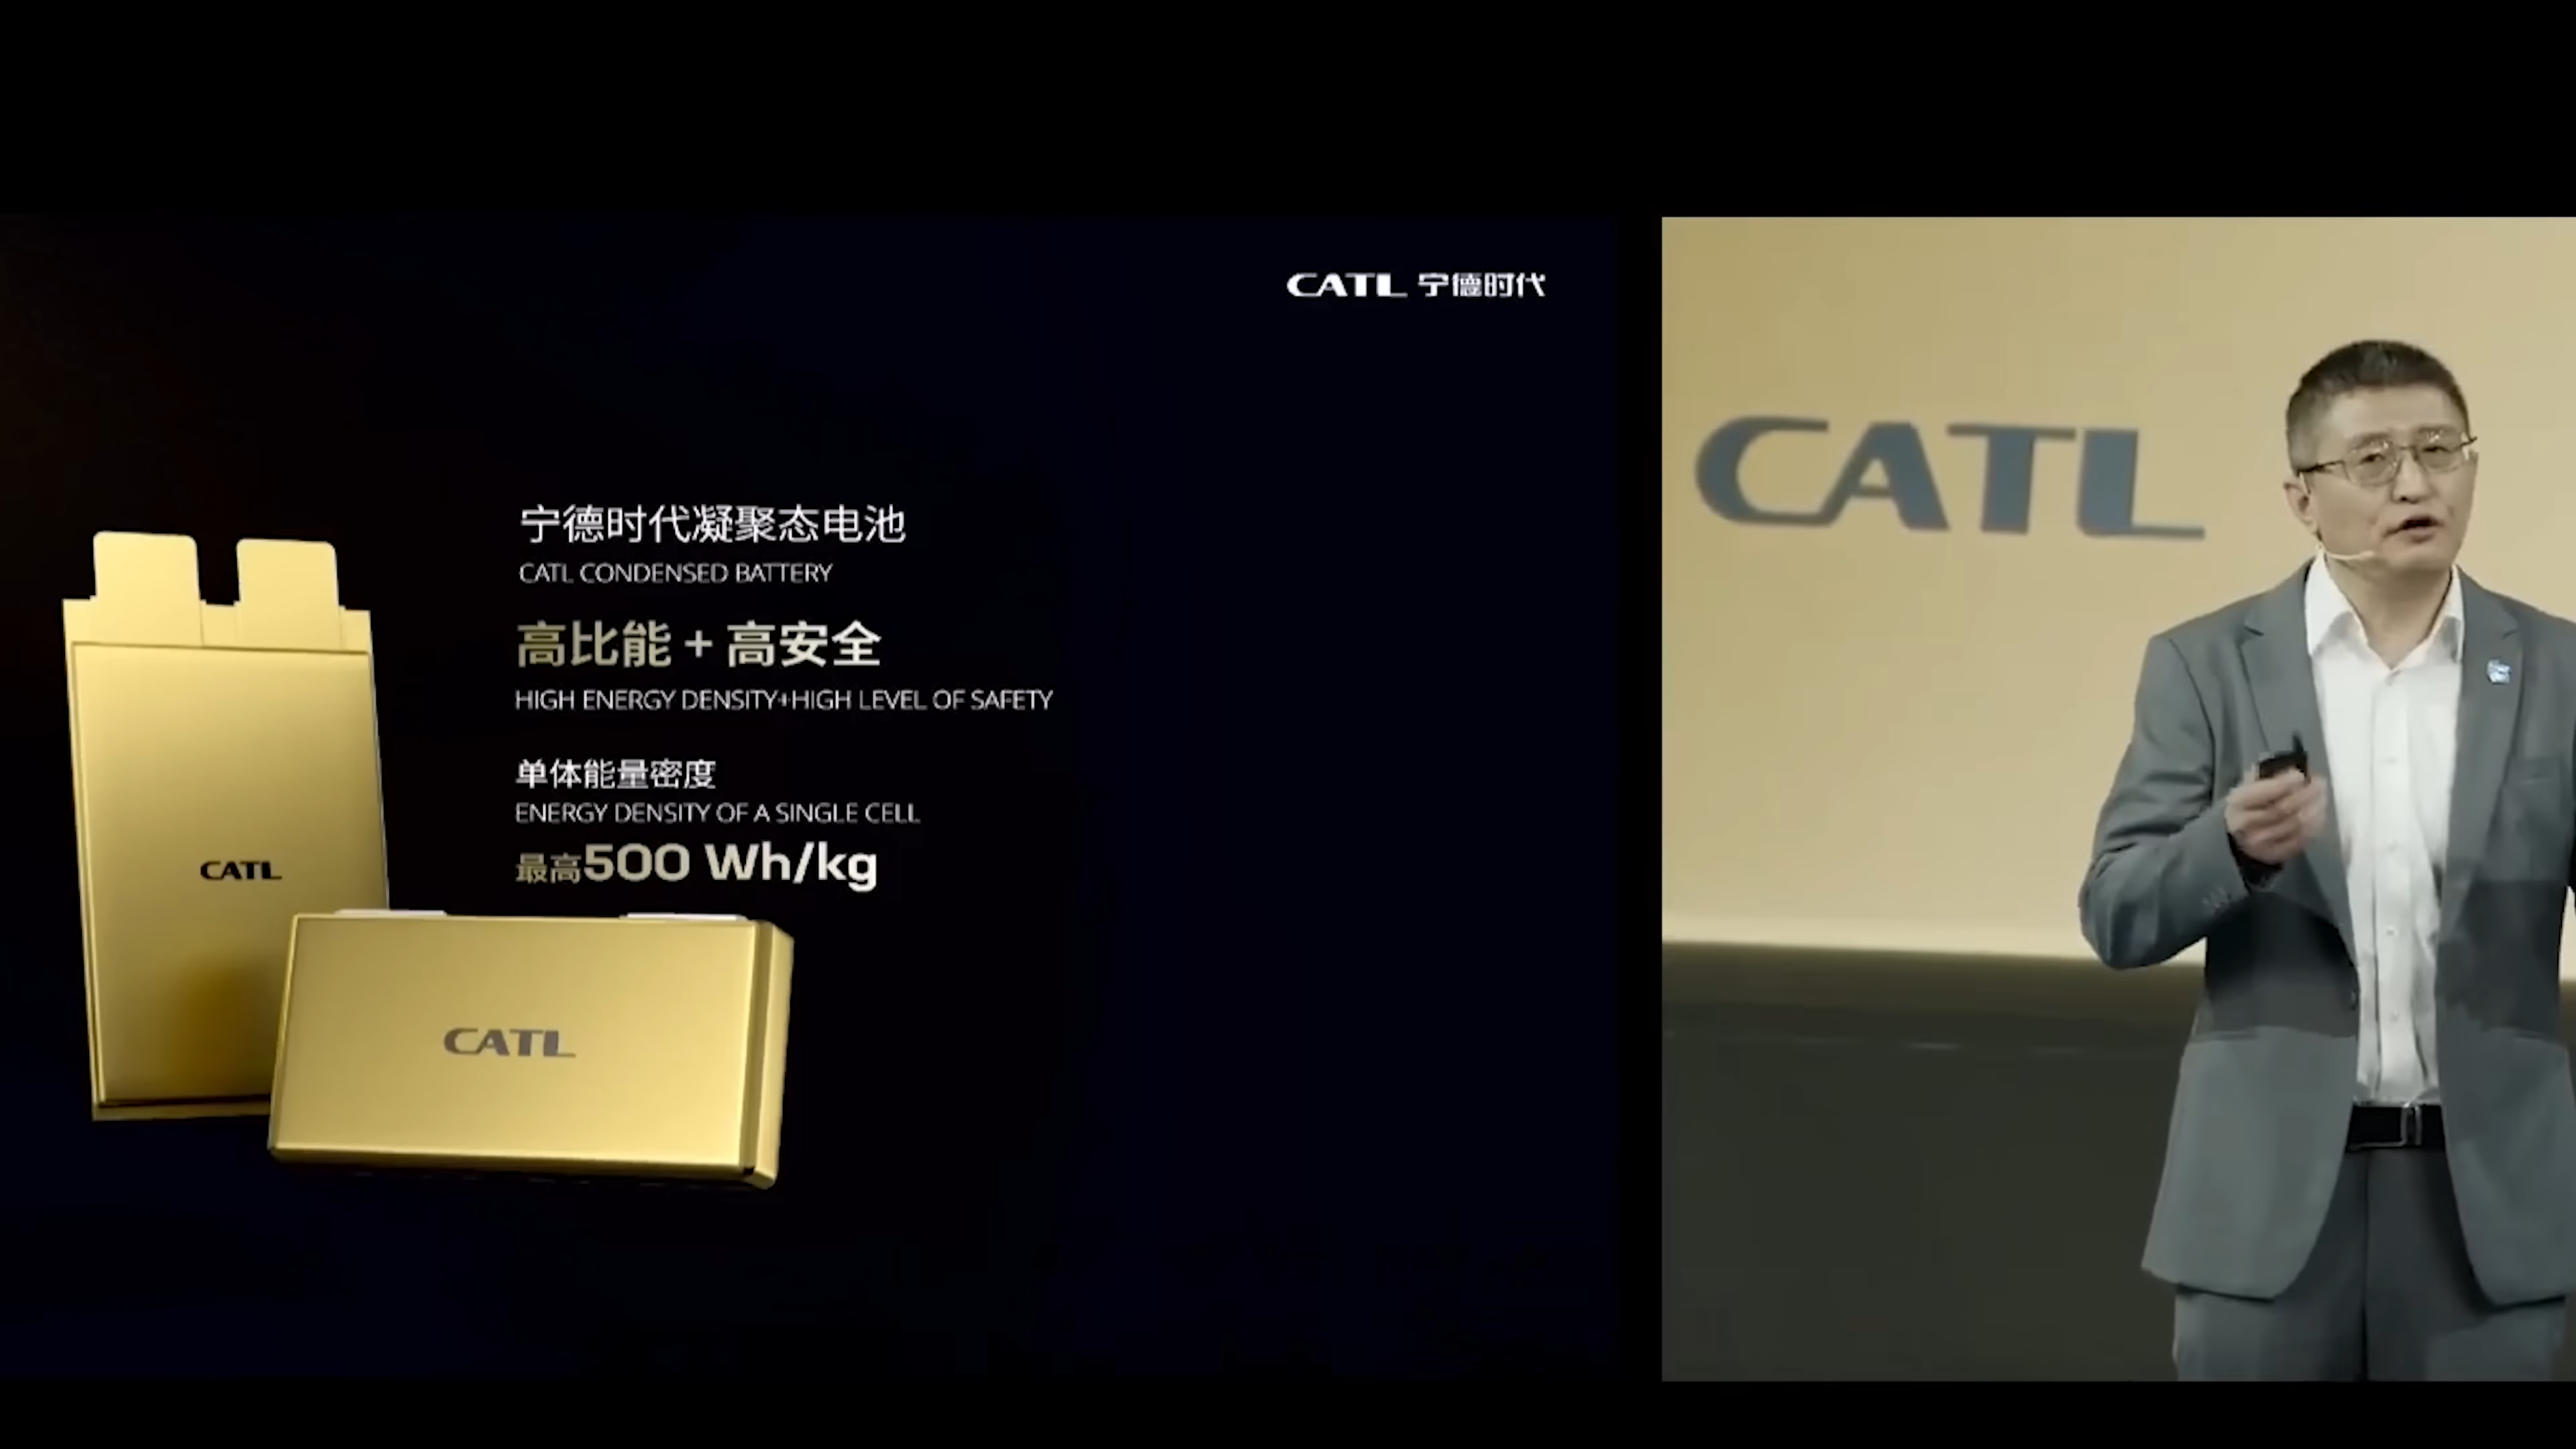 CATL 宁德时代
宁德时代凝聚态电池
CATL CONDENSED BATTERY
高比能 + 高安全
HIGH ENERGY DENSITY+HIGH LEVEL OF SAFETY
单体能量密度
ENERGY DENSITY OF A SINGLE CELL
最高500 Wh/kg
CATL
CATL
CATL